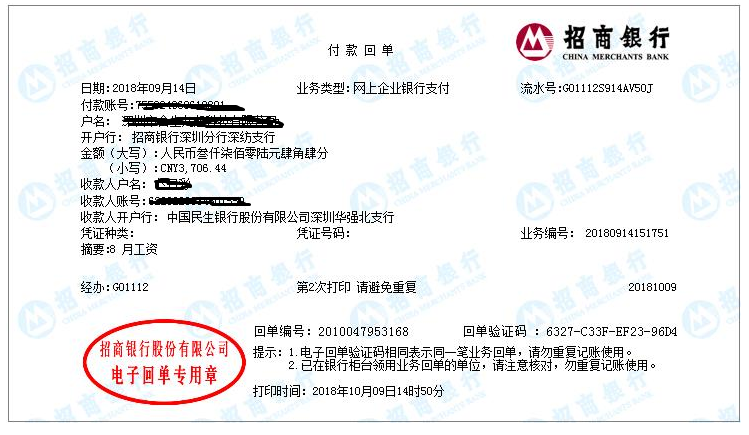 付 款 回 单
招商银行
CHINA MERCHANTS BANK
日期:2018年09月14日 业务类型:网上企业银行支付 流水号:G01112S914AV50J
付款账号:
户名:
开户行: 招商银行深圳分行深纺支行
金额(大写):人民币叁仟柒佰零陆元肆角肆分
(小写):CNY3,706.44
收款人户名:
收款人账号:
收款人开户行: 中国民生银行股份有限公司深圳华强北支行
凭证种类: 凭证号码: 业务编号: 20180914151751
摘要:8 月工资
经办:G01112 第2次打印 请避免重复 20181009
招商银行股份有限公司
电子回单专用章
回单编号:2010047953168 回单验证码 :6327-C33F-EF23-96D4
提示:1.电子回单验证码相同表示同一笔业务回单,请勿重复记账使用。
2.已在银行柜台领用业务回单的单位,请注意核对,勿重复记账使用。
打印时间:2018年10月09日14时50分